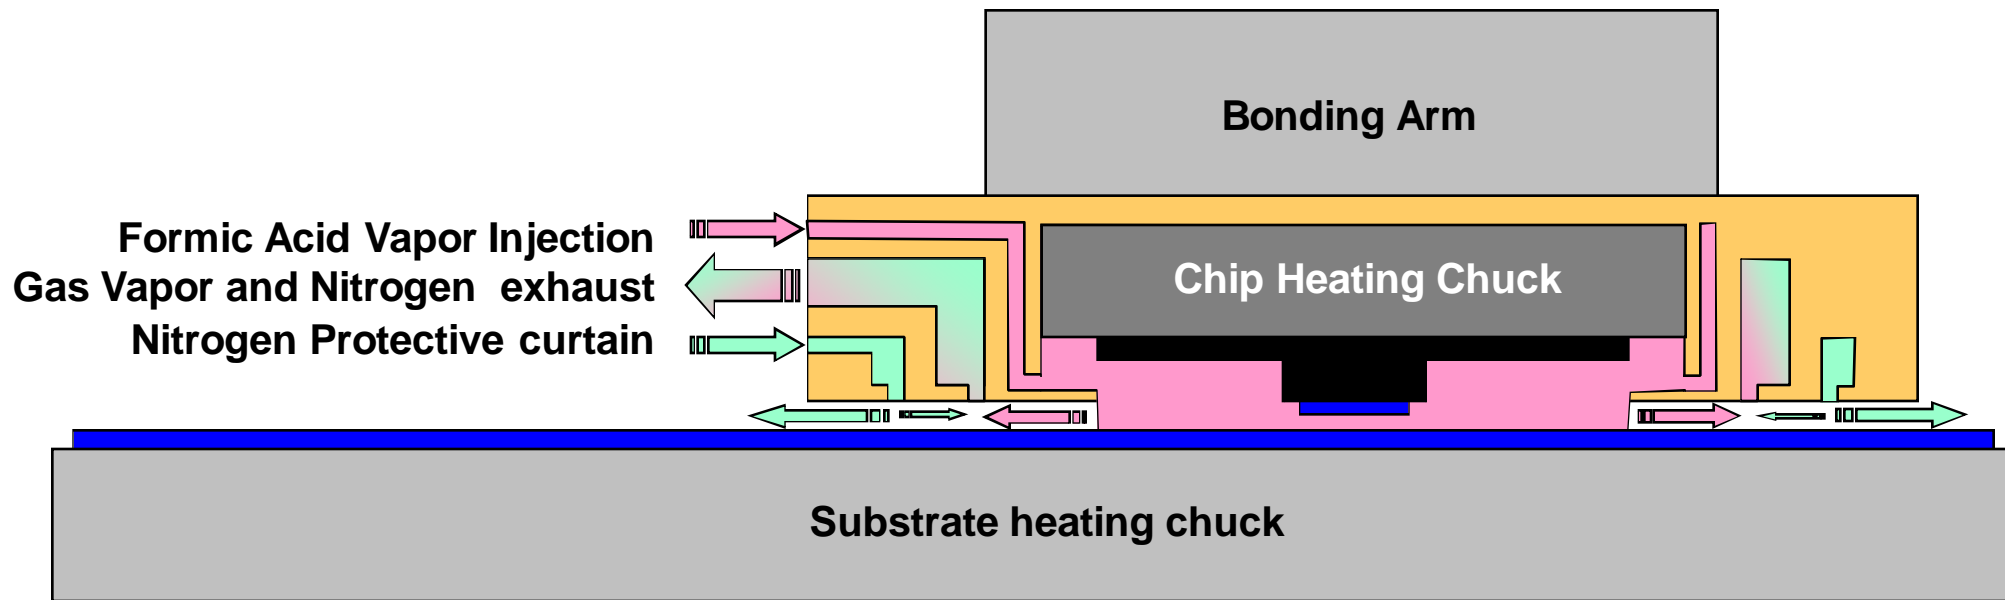 Bonding Arm
Formic Acid Vapor Injection
Gas Vapor and Nitrogen exhaust
Nitrogen Protective curtain
Chip Heating Chuck
Substrate heating chuck